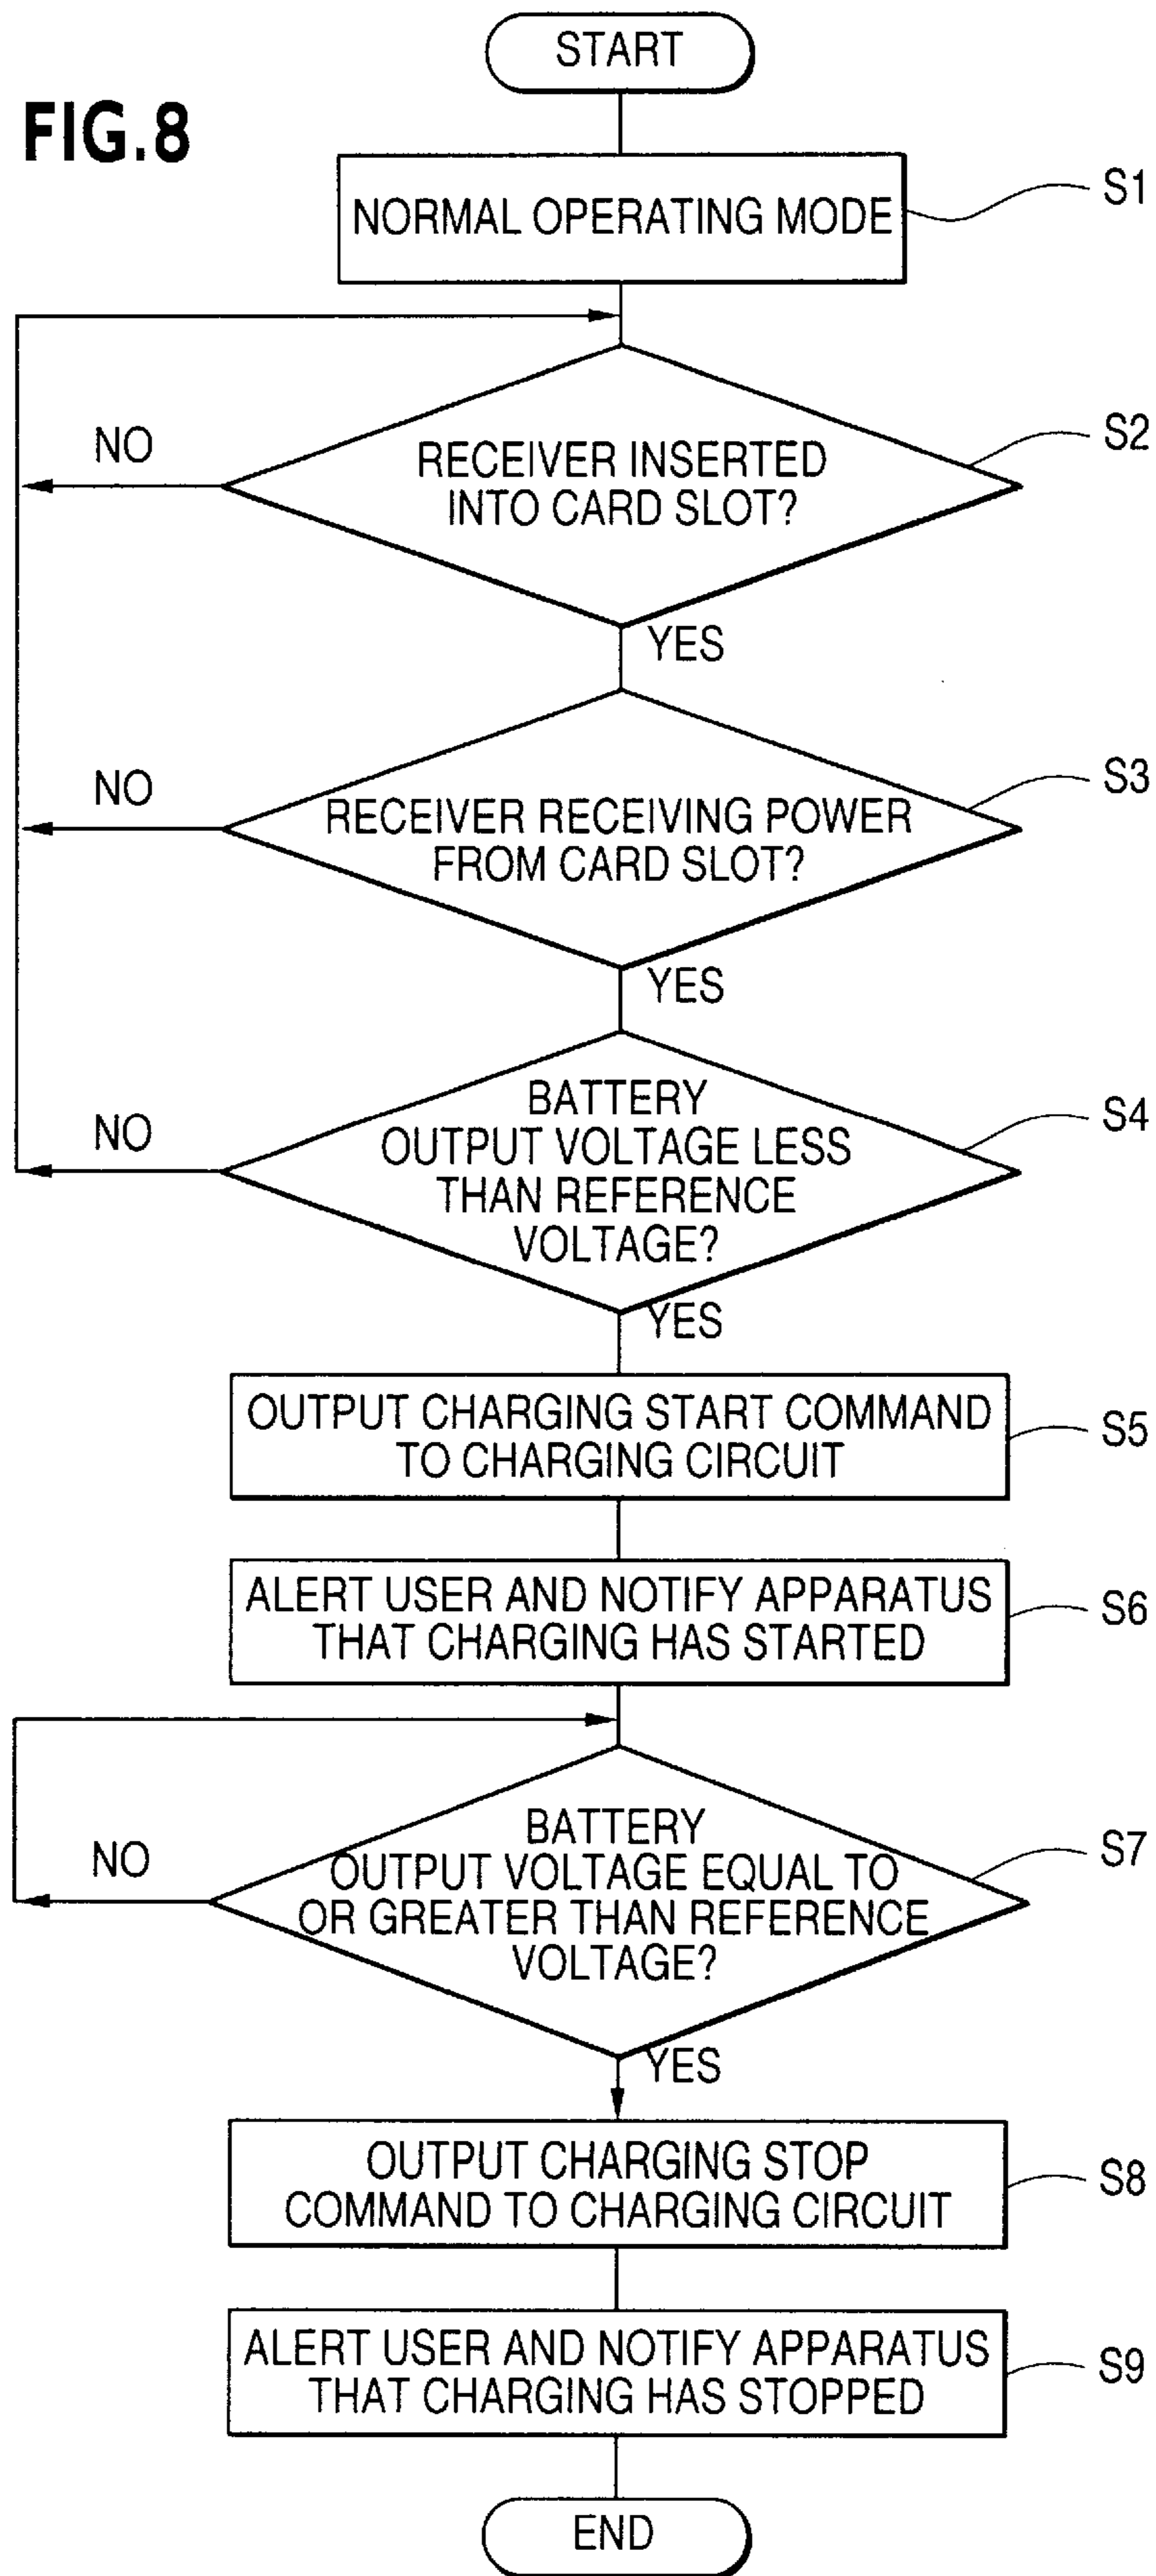 START
FIG.8
NORMAL OPERATING MODE
S1
NO
RECEIVER INSERTED
INTO CARD SLOT?
S2
YES
NO
RECEIVER RECEIVING POWER
FROM CARD SLOT?
S3
YES
NO
BATTERY
OUTPUT VOLTAGE LESS
THAN REFERENCE
VOLTAGE?
S4
YES
OUTPUT CHARGING START COMMAND
TO CHARGING CIRCUIT
S5
ALERT USER AND NOTIFY APPARATUS
THAT CHARGING HAS STARTED
S6
NO
BATTERY
OUTPUT VOLTAGE EQUAL TO
OR GREATER THAN REFERENCE
VOLTAGE?
S7
YES
OUTPUT CHARGING STOP
COMMAND TO CHARGING CIRCUIT
S8
ALERT USER AND NOTIFY APPARATUS
THAT CHARGING HAS STOPPED
S9
END